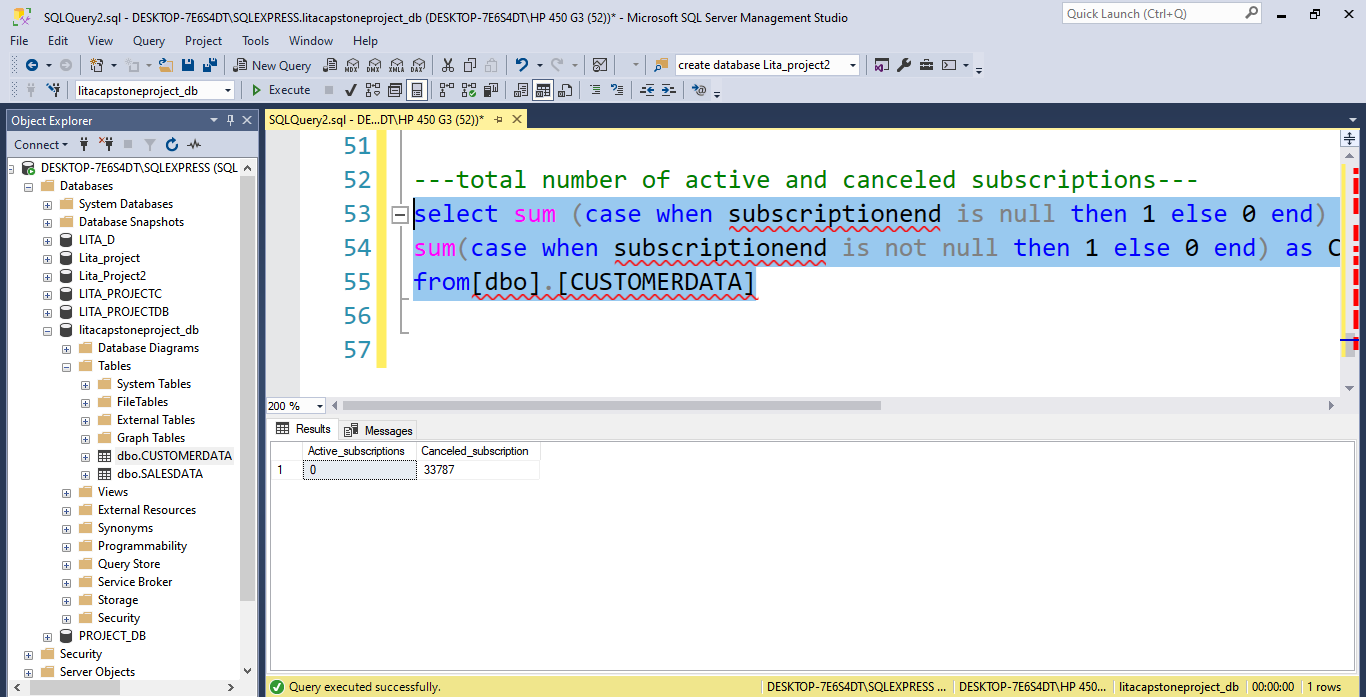 SQLQuery2.sql - DESKTOP-7E6S4DT\SQLEXPRESS.litacapstoneproject_db (DESKTOP-7E6S4DT\HP 450 G3 (52))* - Microsoft SQL Server Management Studio
Quick Launch (Ctrl+Q)
File Edit View Query Project Tools Window Help
New Query
MDX DMX XMLA DAX
create database Lita_project2
litacapstoneproject_db
Execute
Object Explorer
Connect
DESKTOP-7E6S4DT\SQLEXPRESS (SQL
Databases
System Databases
Database Snapshots
LITA_D
Lita_project
Lita_Project2
LITA_PROJECTC
LITA_PROJECTDB
litacapstoneproject_db
Database Diagrams
Tables
System Tables
FileTables
External Tables
Graph Tables
dbo.CUSTOMERDATA
dbo.SALESDATA
Views
External Resources
Synonyms
Programmability
Query Store
Service Broker
Storage
Security
PROJECT_DB
Security
Server Objects
SQLQuery2.sql - DE...DT\HP 450 G3 (52))*
51
52 ---total number of active and canceled subscriptions---
53 select sum (case when subscriptionend is null then 1 else 0 end)
54 sum(case when subscriptionend is not null then 1 else 0 end) as C
55 from[dbo].[CUSTOMERDATA]
56
57
200 %
Results Messages
Active_subscriptions Canceled_subscription
1 0 33787
Query executed successfully.
DESKTOP-7E6S4DT\SQLEXPRESS ... DESKTOP-7E6S4DT\HP 450... litacapstoneproject_db 00:00:00 1 rows